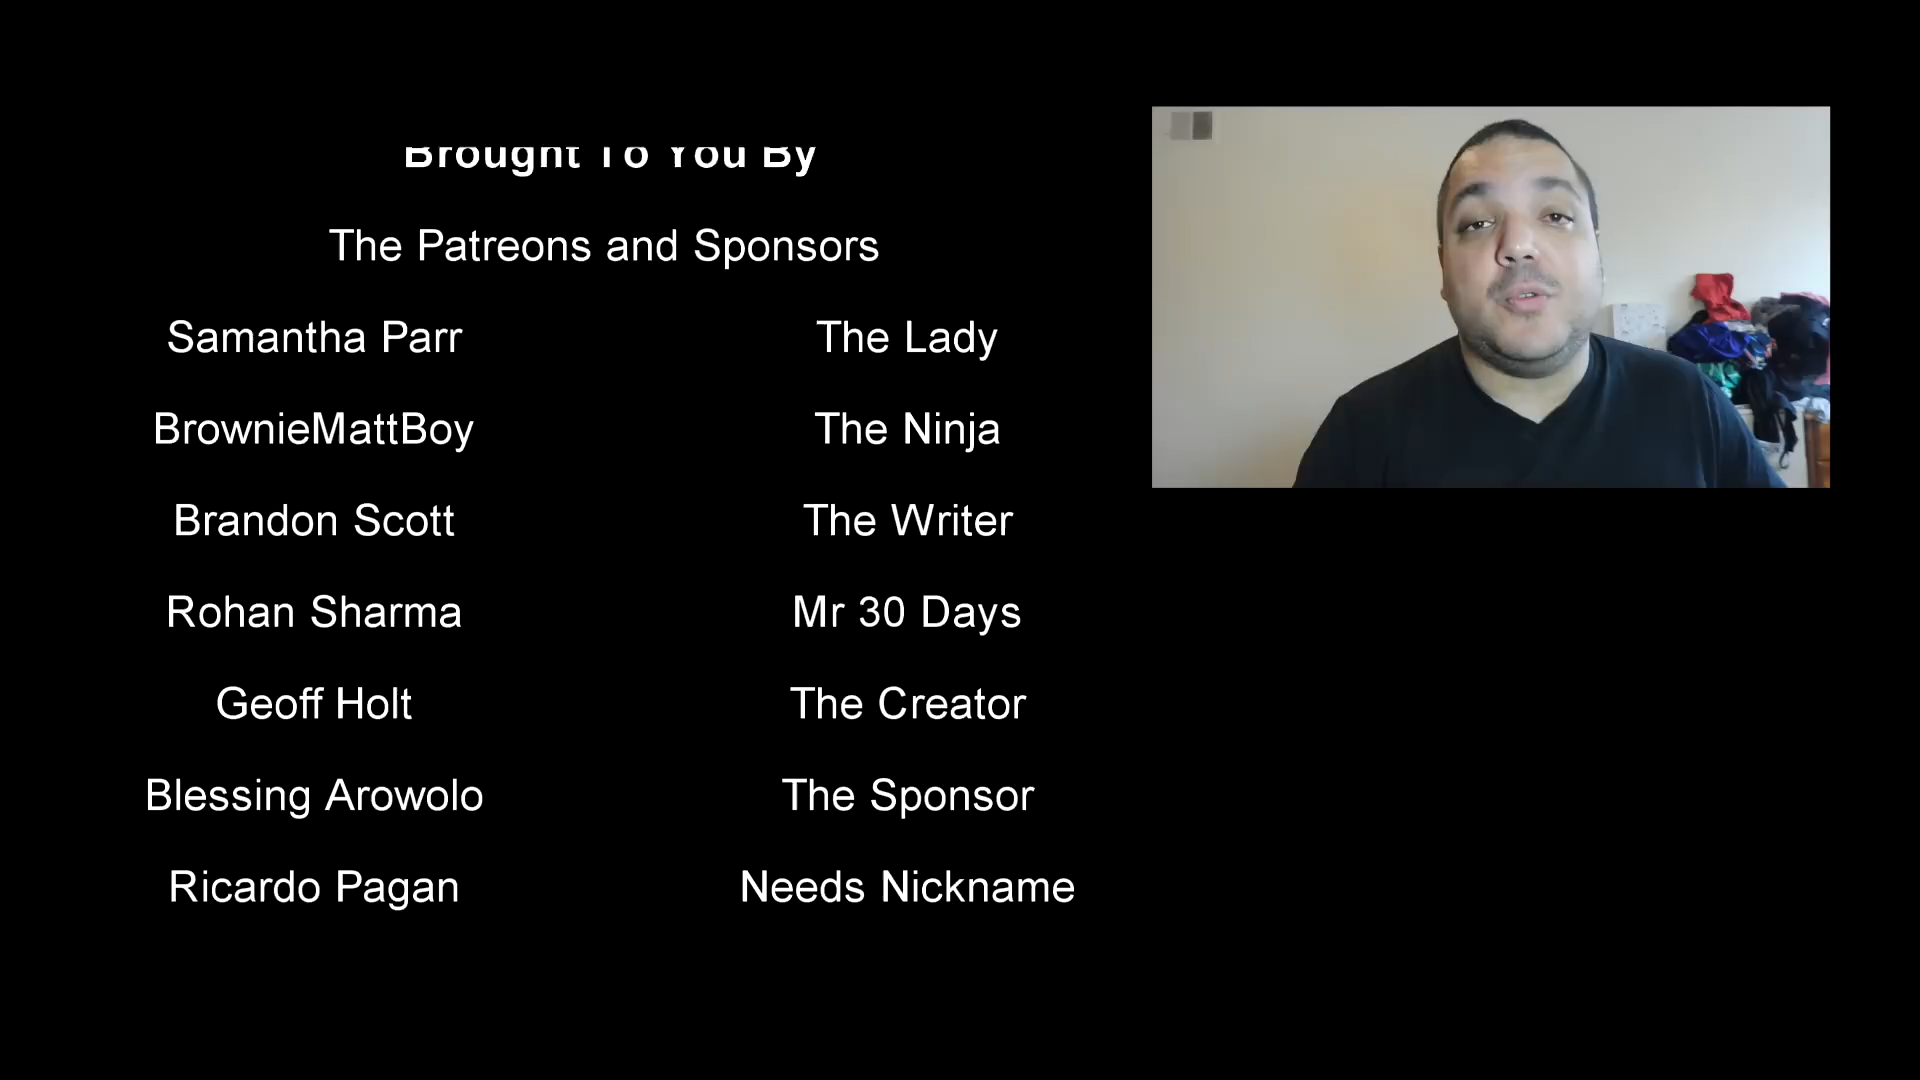 Brought To You By
The Patreons and Sponsors
Samantha Parr The Lady
BrownieMattBoy The Ninja
Brandon Scott The Writer
Rohan Sharma Mr 30 Days
Geoff Holt The Creator
Blessing Arowolo The Sponsor
Ricardo Pagan Needs Nickname